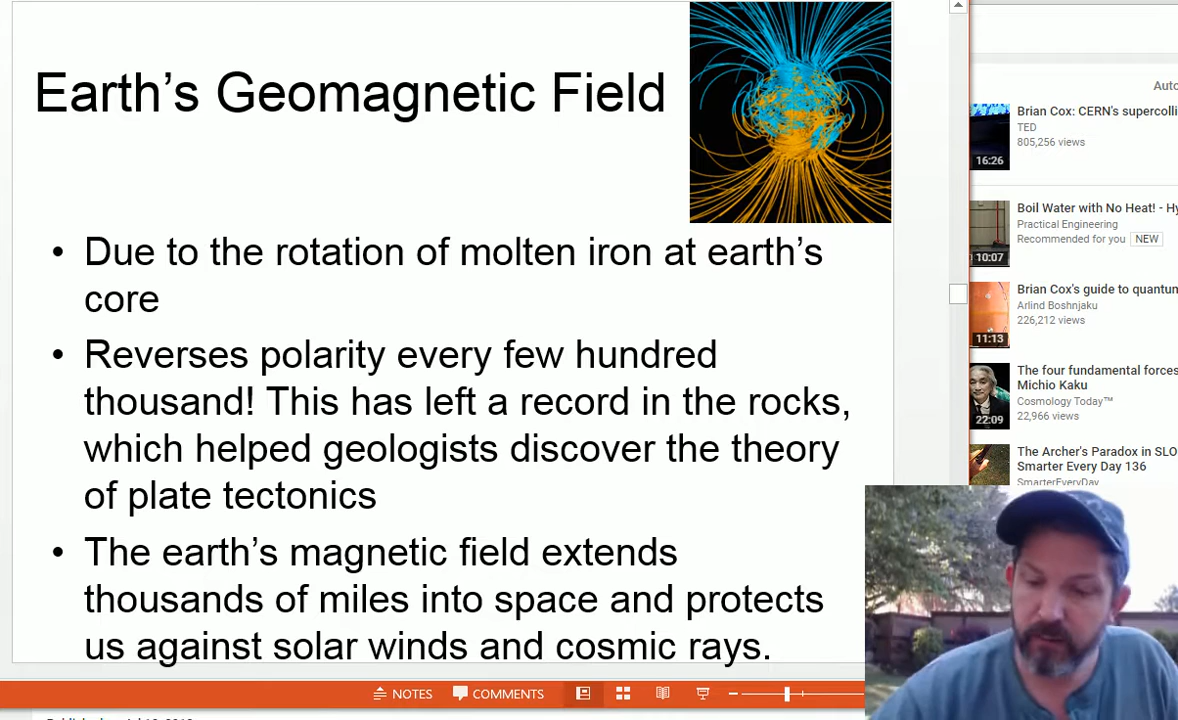 Earth's Geomagnetic Field
• Due to the rotation of molten iron at earth's
core
• Reverses polarity every few hundred
thousand! This has left a record in the rocks,
which helped geologists discover the theory
of plate tectonics
• The earth's magnetic field extends
thousands of miles into space and protects
us against solar winds and cosmic rays.
NOTES
COMMENTS
Brian Cox: CERN's supercolli
TED
805,256 views
16:26
Boil Water with No Heat! - Hy
Practical Engineering
Recommended for you NEW
10:07
Brian Cox's guide to quantun
Arlind Boshnjaku
226,212 views
11:13
The four fundamental forces
Michio Kaku
Cosmology Today™
22,966 views
22:09
The Archer's Paradox in SLO
Smarter Every Day 136
SmarterEveryDay